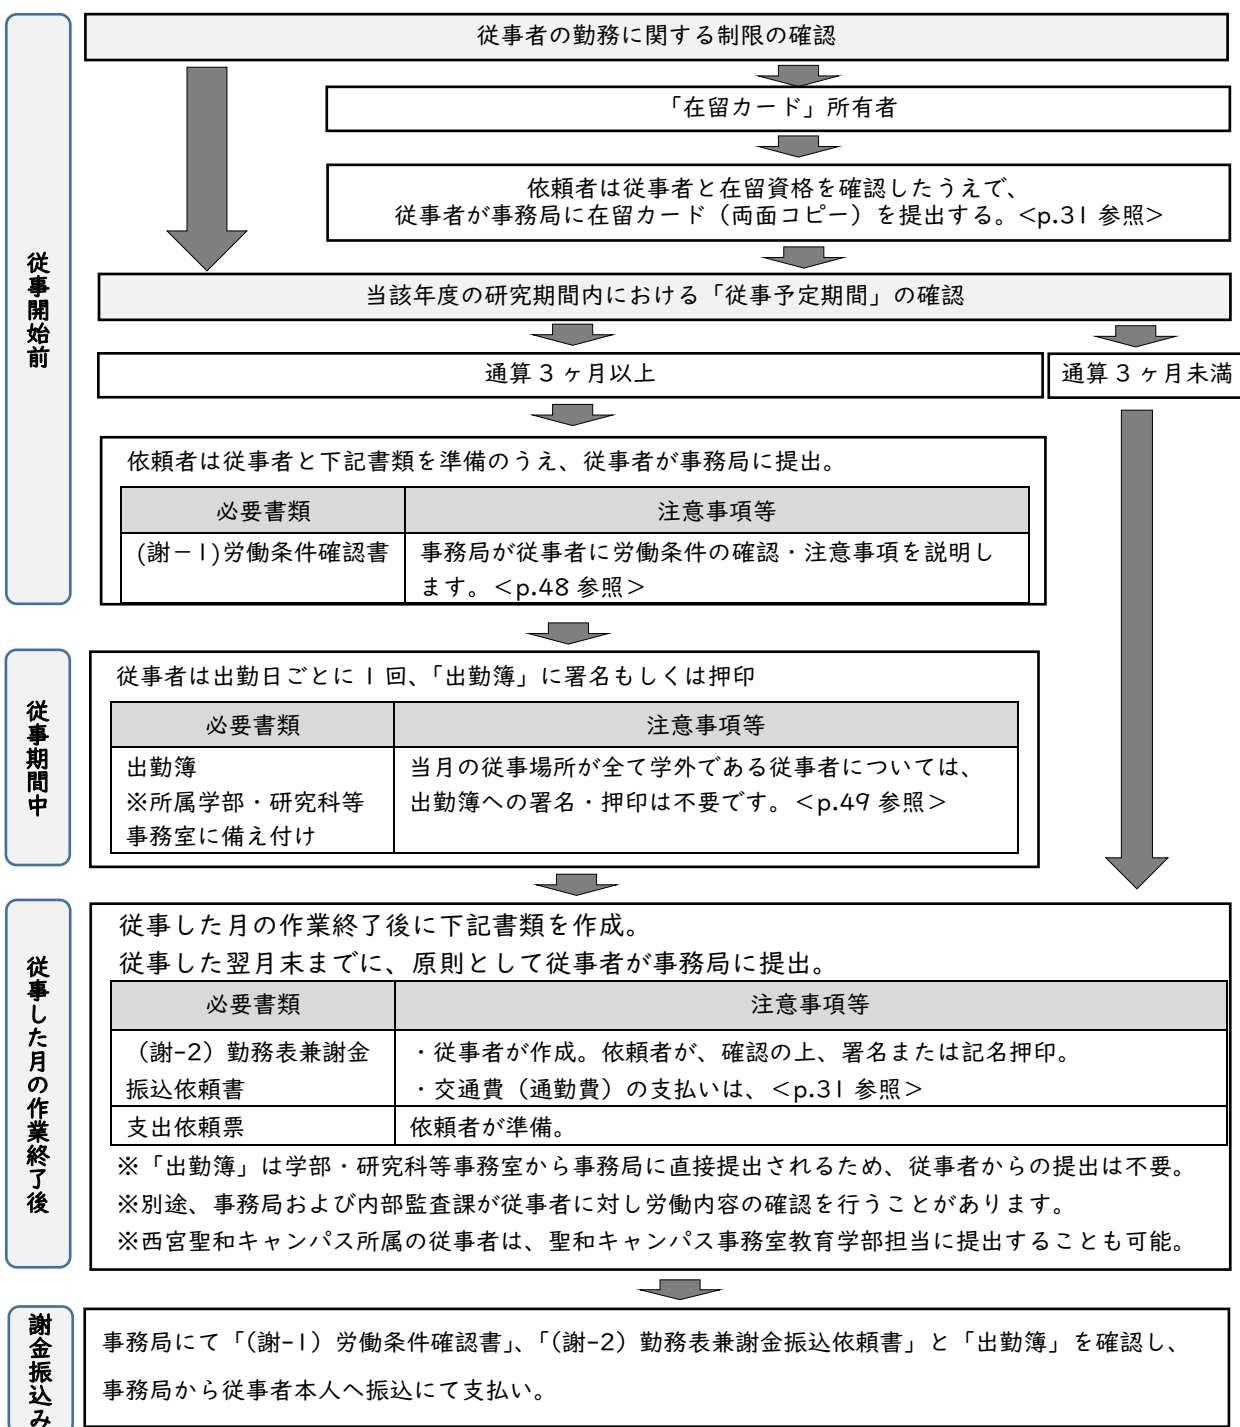 従事者の勤務に関する制限の確認
「在留カード」所有者
依頼者は従事者と在留資格を確認したうえで、
従事者が事務局に在留カード（両面コピー）を提出する。＜p.31 参照＞
従事開始前
当該年度の研究期間内における「従事予定期間」の確認
通算 3 ヶ月以上
通算 3 ヶ月未満
依頼者は従事者と下記書類を準備のうえ、従事者が事務局に提出。
必要書類
注意事項等
(謝－1)労働条件確認書
事務局が従事者に労働条件の確認・注意事項を説明し
ます。＜p.48 参照＞
従事期間中
従事者は出勤日ごとに 1 回、「出勤簿」に署名もしくは押印
必要書類
注意事項等
出勤簿
※所属学部・研究科等
事務室に備え付け
当月の従事場所が全て学外である従事者については、
出勤簿への署名・押印は不要です。＜p.49 参照＞
従事した月の作業終了後
従事した月の作業終了後に下記書類を作成。
従事した翌月末までに、原則として従事者が事務局に提出。
必要書類
注意事項等
（謝-2）勤務表兼謝金
振込依頼書
・従事者が作成。依頼者が、確認の上、署名または記名押印。
・交通費（通勤費）の支払いは、＜p.31 参照＞
支出依頼票
依頼者が準備。
※「出勤簿」は学部・研究科等事務室から事務局に直接提出されるため、従事者からの提出は不要。
※別途、事務局および内部監査課が従事者に対し労働内容の確認を行うことがあります。
※西宮聖和キャンパス所属の従事者は、聖和キャンパス事務室教育学部担当に提出することも可能。
謝金振込み
事務局にて「(謝-1）労働条件確認書」、「(謝-2）勤務表兼謝金振込依頼書」と「出勤簿」を確認し、
事務局から従事者本人へ振込にて支払い。